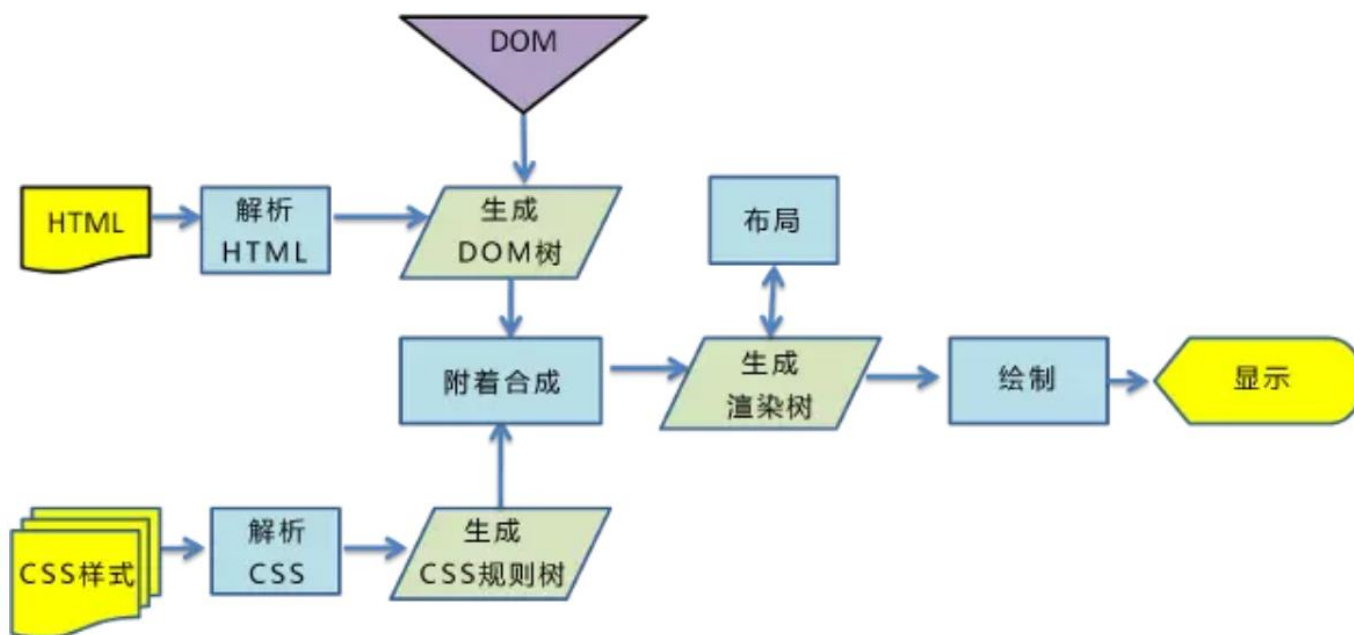 DOM
HTML
解析
HTML
生成
DOM树
布局
附着合成
生成
渲染树
绘制
显示
CSS样式
解析
CSS
生成
CSS规则树